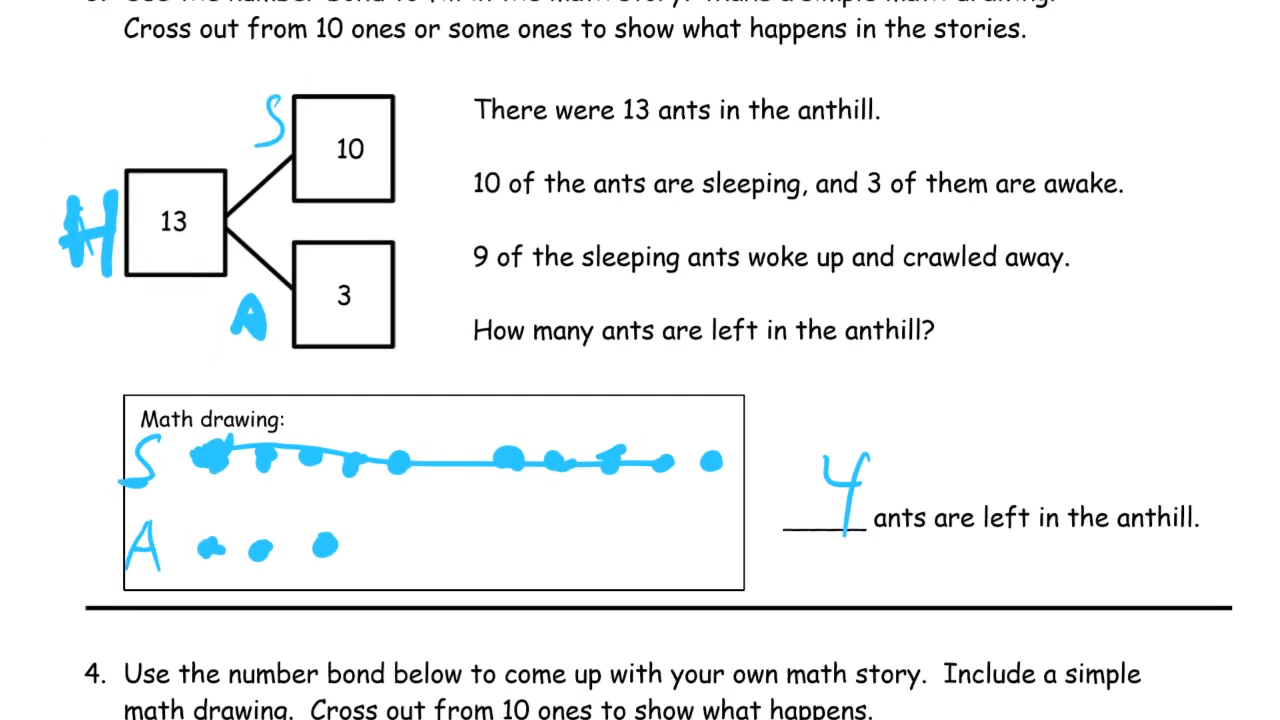 Cross out from 10 ones or some ones to show what happens in the stories.
S
10
There were 13 ants in the anthill.
10 of the ants are sleeping, and 3 of them are awake.
H
13
9 of the sleeping ants woke up and crawled away.
A
3
How many ants are left in the anthill?
Math drawing:
S
4
ants are left in the anthill.
A
4. Use the number bond below to come up with your own math story. Include a simple
math drawing. Cross out from 10 ones to show what happens.